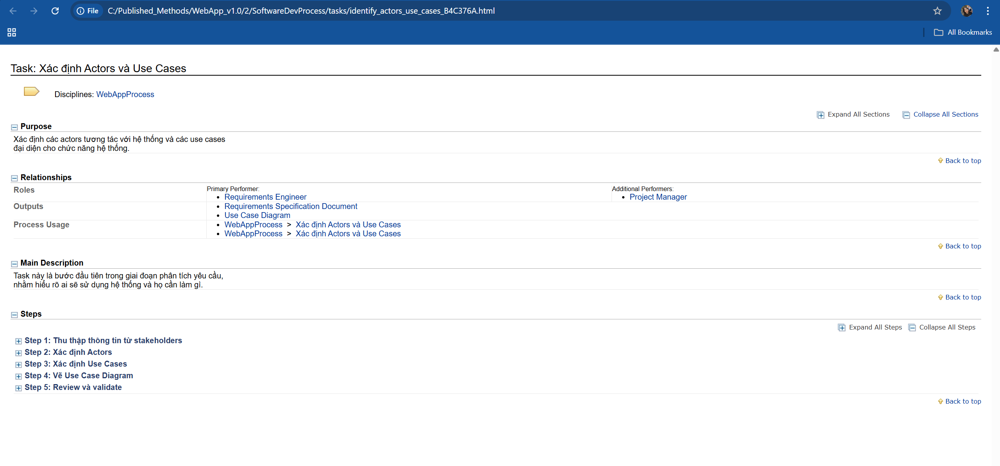 File C:/Published_Methods/WebApp_v1.0/2/SoftwareDevProcess/tasks/identify_actors_use_cases_B4C376A.html
All Bookmarks
Task: Xác định Actors và Use Cases
Disciplines: WebAppProcess
Expand All Sections Collapse All Sections
Purpose
Xác định các actors tương tác với hệ thống và các use cases
đại diện cho chức năng hệ thống.
Back to top
Relationships
Roles Primary Performer: Additional Performers:
• Requirements Engineer • Project Manager
Outputs • Requirements Specification Document
• Use Case Diagram
Process Usage • WebAppProcess > Xác định Actors và Use Cases
• WebAppProcess > Xác định Actors và Use Cases
Back to top
Main Description
Task này là bước đầu tiên trong giai đoạn phân tích yêu cầu,
nhằm hiểu rõ ai sẽ sử dụng hệ thống và họ cần làm gì.
Back to top
Steps
Expand All Steps Collapse All Steps
Step 1: Thu thập thông tin từ stakeholders
Step 2: Xác định Actors
Step 3: Xác định Use Cases
Step 4: Vẽ Use Case Diagram
Step 5: Review và validate
Back to top